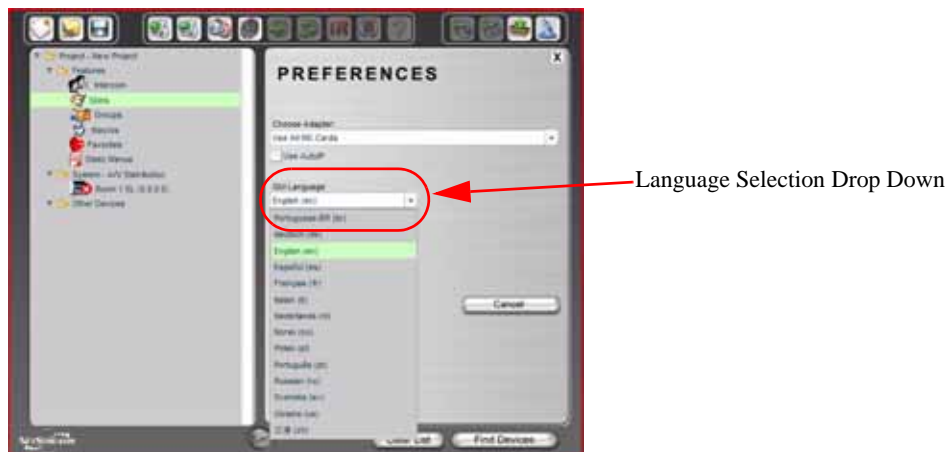 Project - New Project
Features
Intercom
Sites
Groups
Favorites
Static Menus
System - A/V Distribution
Other Devices
X
PREFERENCES
Choose Adapter:
Use All NIC Cards
Use AutoIP
GUI Language
English (en)
Portuguese-BR (br)
Deutsch (de)
English (en)
Español (es)
Français (fr)
Italian (it)
Nederlands (nl)
Norsk (no)
Polski (pl)
Português (pt)
Russian (ru)
Svenska (sv)
Ukraine (ua)
Cancel
Clear List
Find Devices
Language Selection Drop Down